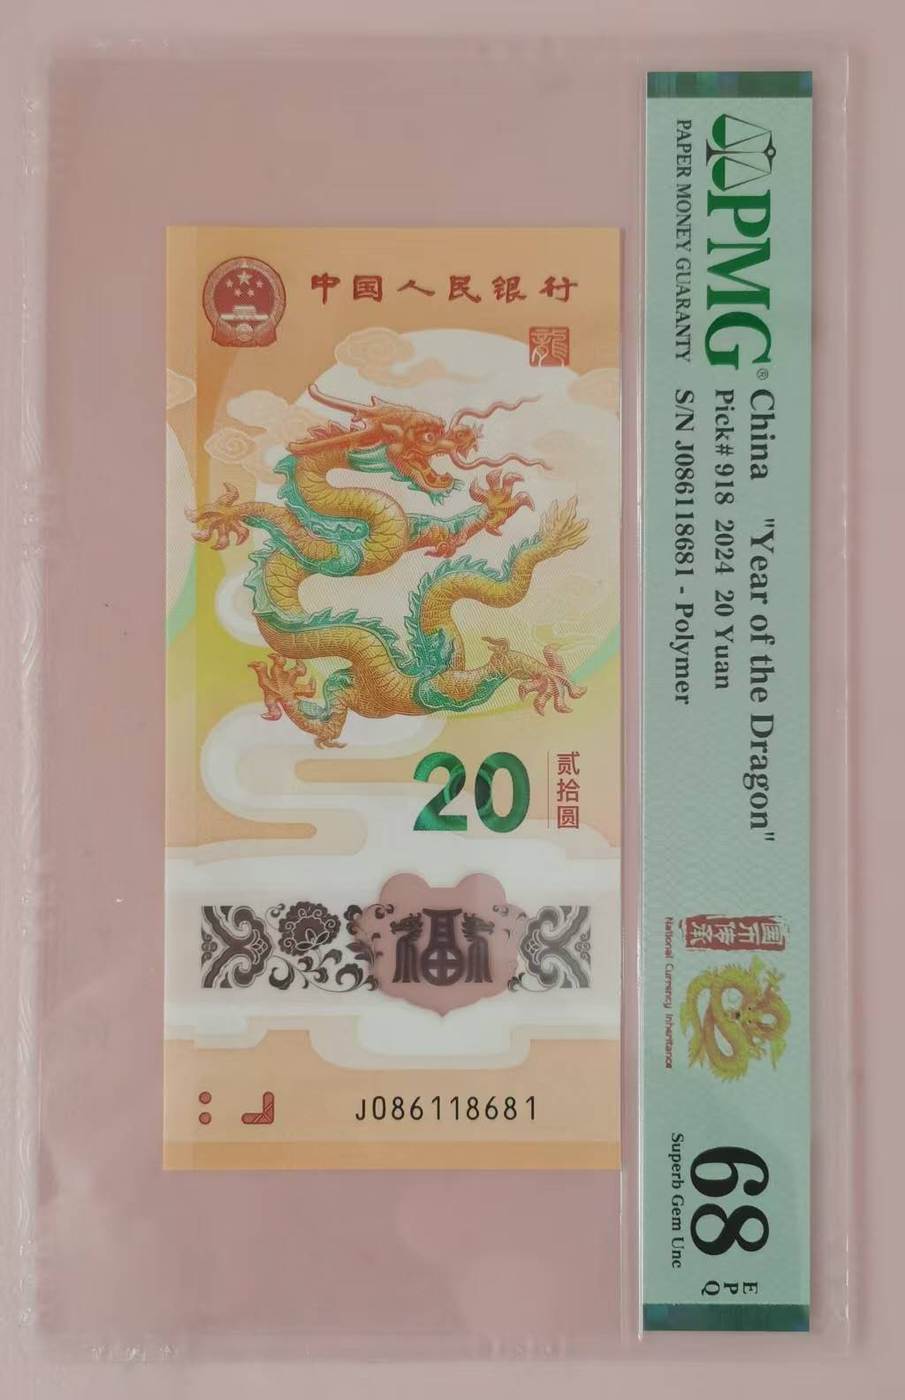 中国人民银行
龍
20
贰拾圆
福
J086118681
PMG®
PAPER MONEY GUARANTY
China "Year of the Dragon"
Pick# 918 2024 20 Yuan
S/N J086118681 - Polymer
国币传承
National Currency Inheritance
68 EPQ
Superb Gem Unc